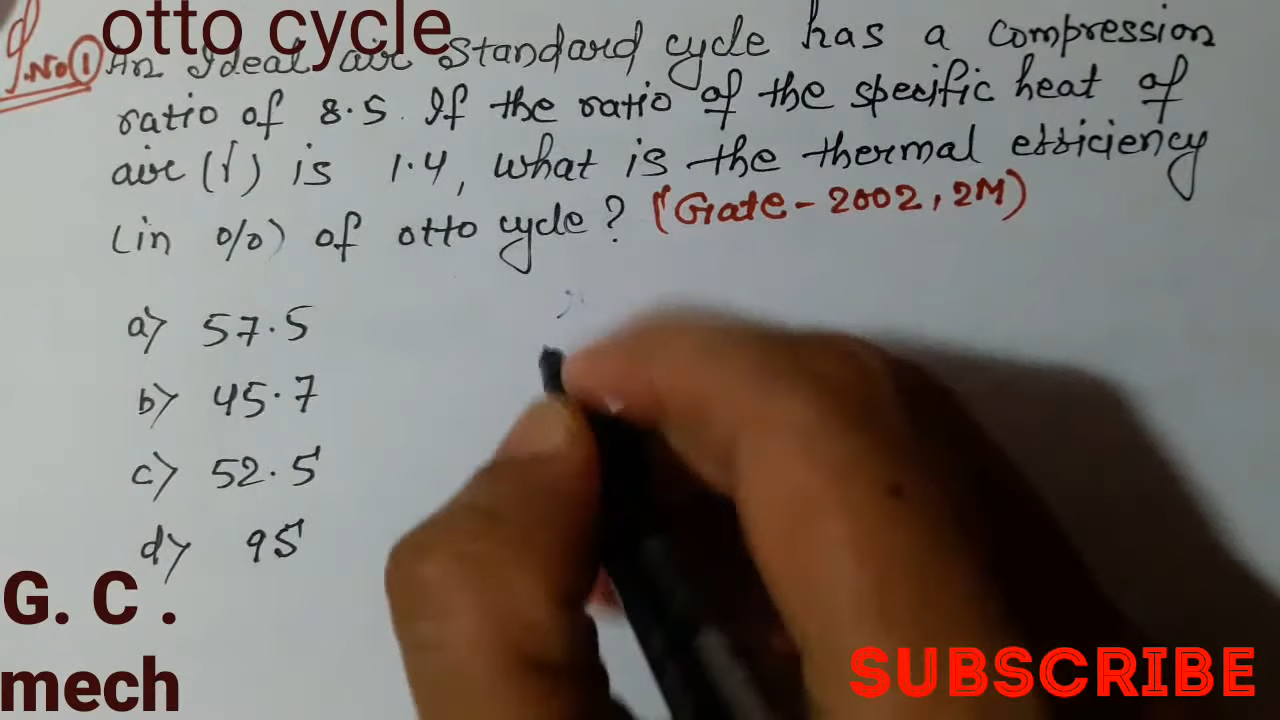 otto cycle
Q.No ① An Ideal air standard cycle has a compression
ratio of 8.5. If the ratio of the specific heat of
air (γ) is 1.4, what is the thermal efficiency
(in %) of otto cycle? (Gate-2002, 2M)
a) 57.5
b) 45.7
c) 52.5
d) 95
G. C .
mech
SUBSCRIBE